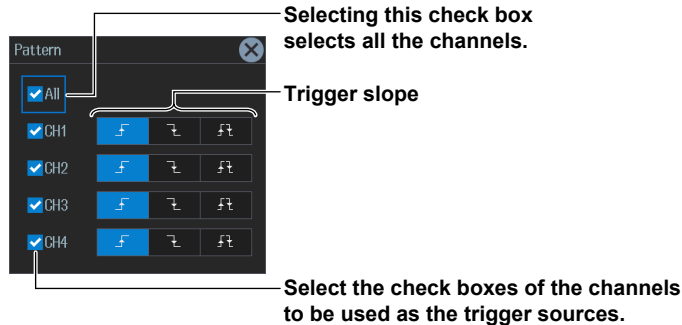 Selecting this check box
selects all the channels.
Pattern
All
Trigger slope
CH1
CH2
CH3
CH4
Select the check boxes of the channels
to be used as the trigger sources.